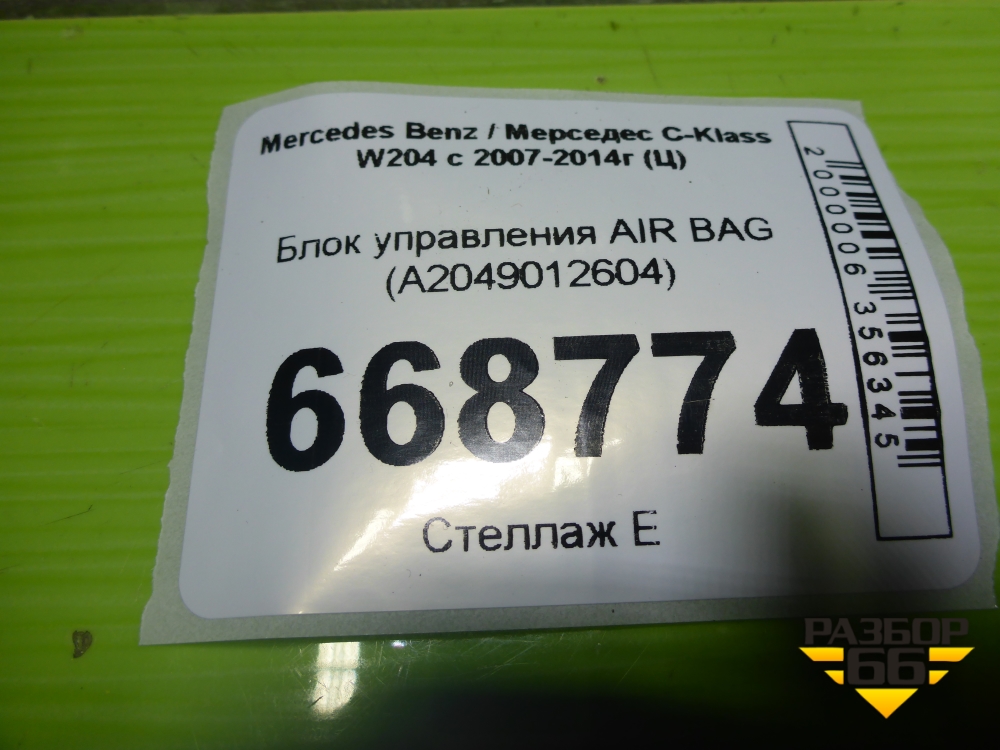 Mercedes Benz / Мерседес C-Klass
W204 с 2007-2014г (Ц)
Блок управления AIR BAG
(A2049012604)
668774
Стеллаж Е
2000006356345
РАЗБОР
66